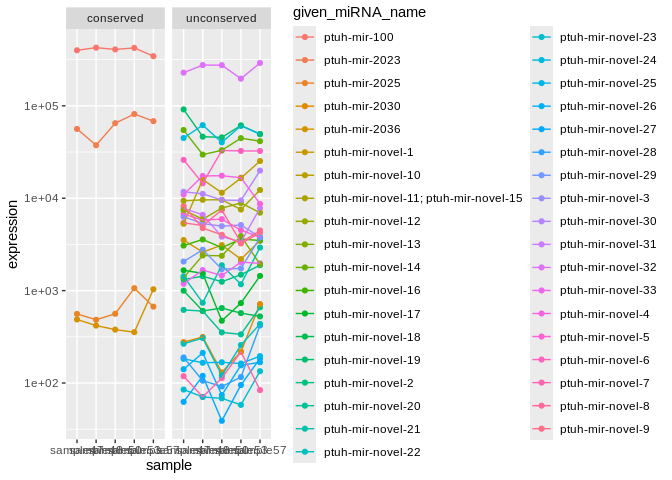 given_miRNA_name
conserved
unconserved
1e+05
1e+04
1e+03
1e+02
expression
sample
ptuh-mir-100
ptuh-mir-2023
ptuh-mir-2025
ptuh-mir-2030
ptuh-mir-2036
ptuh-mir-novel-1
ptuh-mir-novel-10
ptuh-mir-novel-11; ptuh-mir-novel-15
ptuh-mir-novel-12
ptuh-mir-novel-13
ptuh-mir-novel-14
ptuh-mir-novel-16
ptuh-mir-novel-17
ptuh-mir-novel-18
ptuh-mir-novel-19
ptuh-mir-novel-2
ptuh-mir-novel-20
ptuh-mir-novel-21
ptuh-mir-novel-22
ptuh-mir-novel-23
ptuh-mir-novel-24
ptuh-mir-novel-25
ptuh-mir-novel-26
ptuh-mir-novel-27
ptuh-mir-novel-28
ptuh-mir-novel-29
ptuh-mir-novel-3
ptuh-mir-novel-30
ptuh-mir-novel-31
ptuh-mir-novel-32
ptuh-mir-novel-33
ptuh-mir-novel-4
ptuh-mir-novel-5
ptuh-mir-novel-6
ptuh-mir-novel-7
ptuh-mir-novel-8
ptuh-mir-novel-9